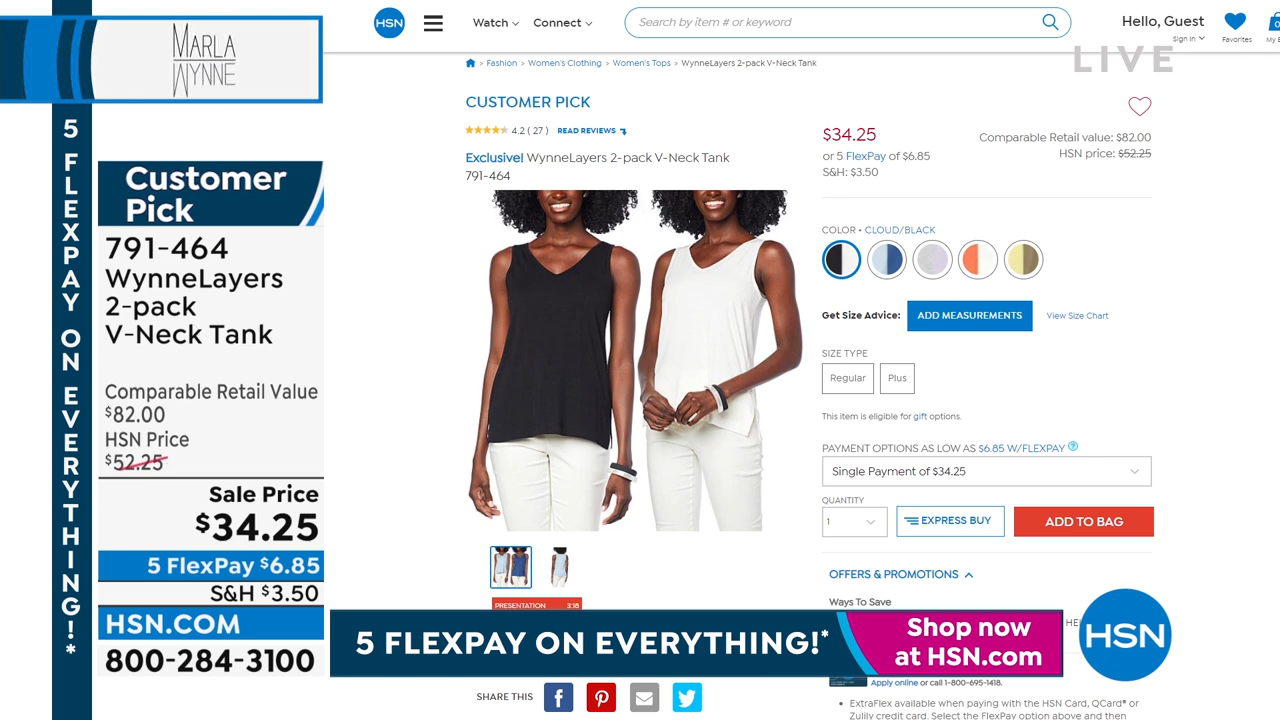 MARLA
WYNNE
5 FLEXPAY ON EVERYTHING!*
Customer
Pick
791-464
WynneLayers
2-pack
V-Neck Tank
Comparable Retail Value
$82.00
HSN Price
$52.25
Sale Price
$34.25
5 FlexPay $6.85
S&H $3.50
HSN.COM
800-284-3100
HSN
Watch
Connect
Search by item # or keyword
Hello, Guest
Sign In
Favorites
0
LIVE
> Fashion > Women's Clothing > Women's Tops > WynneLayers 2-pack V-Neck Tank
CUSTOMER PICK
4.2 ( 27 ) READ REVIEWS
Exclusive! WynneLayers 2-pack V-Neck Tank
791-464
$34.25
or 5 FlexPay of $6.85
S&H: $3.50
Comparable Retail value: $82.00
HSN price: $52.25
COLOR • CLOUD/BLACK
Get Size Advice: ADD MEASUREMENTS View Size Chart
SIZE TYPE
Regular Plus
This item is eligible for gift options.
PAYMENT OPTIONS AS LOW AS $6.85 W/FLEXPAY ?
Single Payment of $34.25
QUANTITY
1
EXPRESS BUY
ADD TO BAG
OFFERS & PROMOTIONS
Ways To Save
PRESENTATION 3:18
5 FLEXPAY ON EVERYTHING!*
Shop now
at HSN.com
HSN
Apply online or call 1-800-695-1418.
SHARE THIS
• ExtraFlex available when paying with the HSN Card, QCard® or
Zulily credit card. Select the FlexPay option above and then